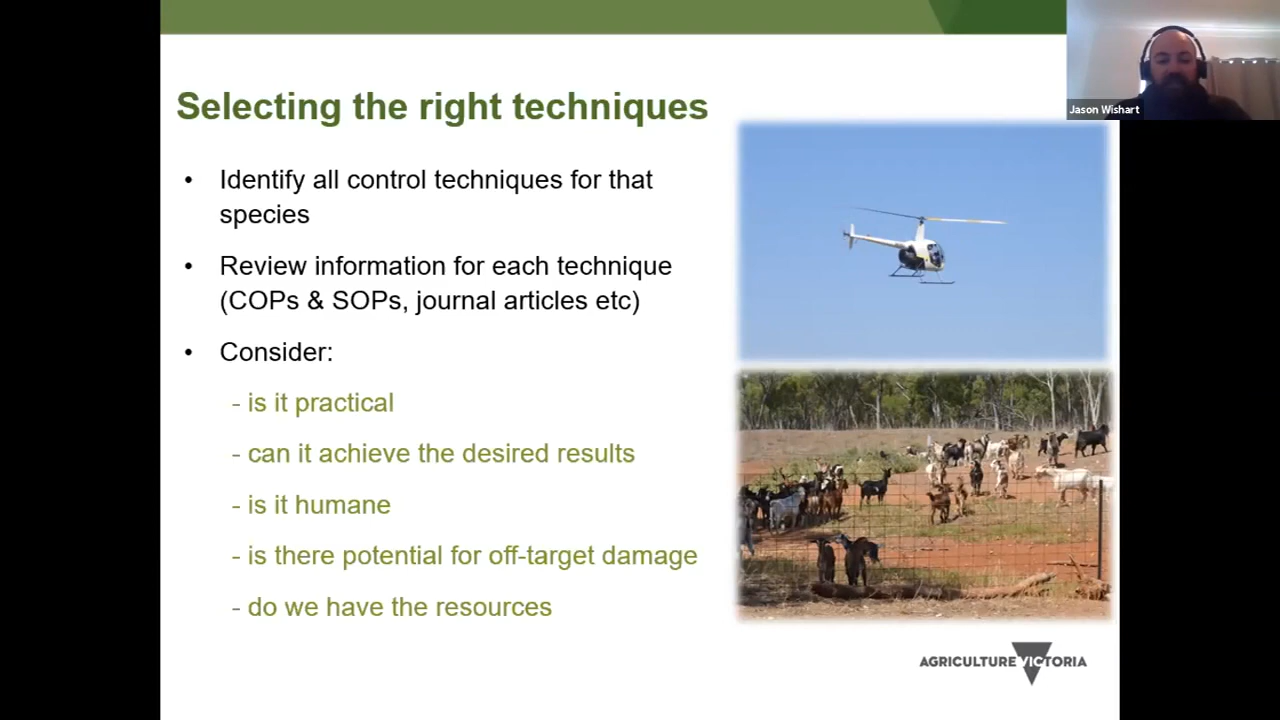 Jason Wishart
Selecting the right techniques
• Identify all control techniques for that
species
• Review information for each technique
(COPs & SOPs, journal articles etc)
• Consider:
- is it practical
- can it achieve the desired results
- is it humane
- is there potential for off-target damage
- do we have the resources
AGRICULTURE VICTORIA